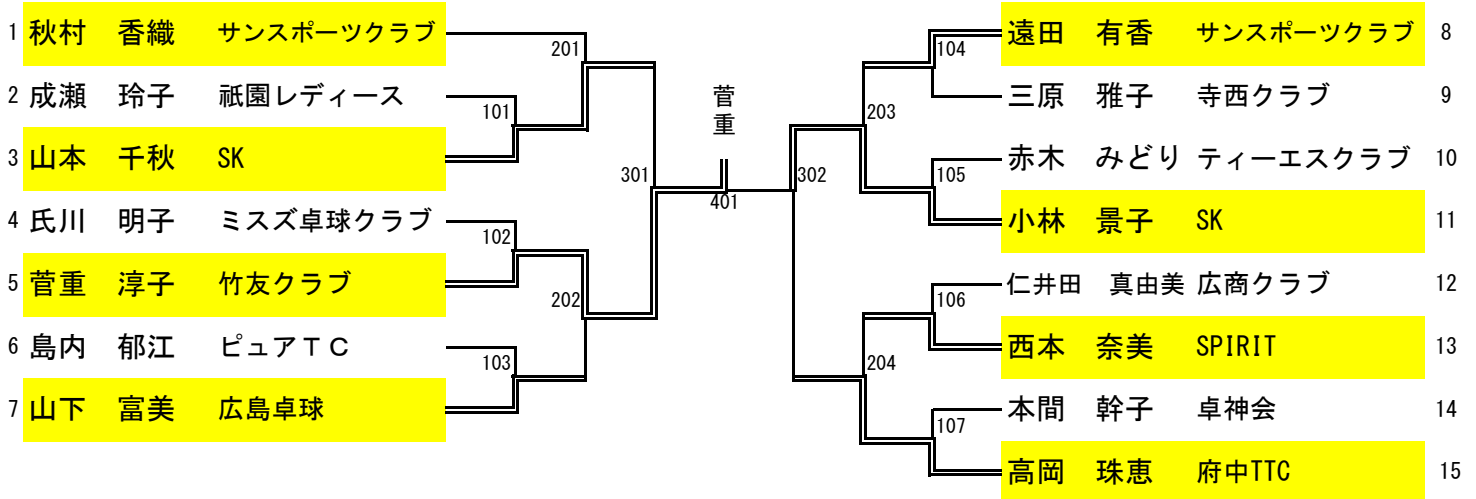 1 秋村 香織 サンスポーツクラブ
201
2 成瀬 玲子 祇園レディース
101
3 山本 千秋 SK
301
4 氏川 明子 ミスズ卓球クラブ
102
5 菅重 淳子 竹友クラブ
202
6 島内 郁江 ピュアTC
103
7 山下 富美 広島卓球
菅重
401
遠田 有香 サンスポーツクラブ 8
104
三原 雅子 寺西クラブ 9
203
赤木 みどり ティーエスクラブ 10
105
302
小林 景子 SK 11
仁井田 真由美 広商クラブ 12
106
西本 奈美 SPIRIT 13
204
本間 幹子 卓神会 14
107
高岡 珠恵 府中TTC 15